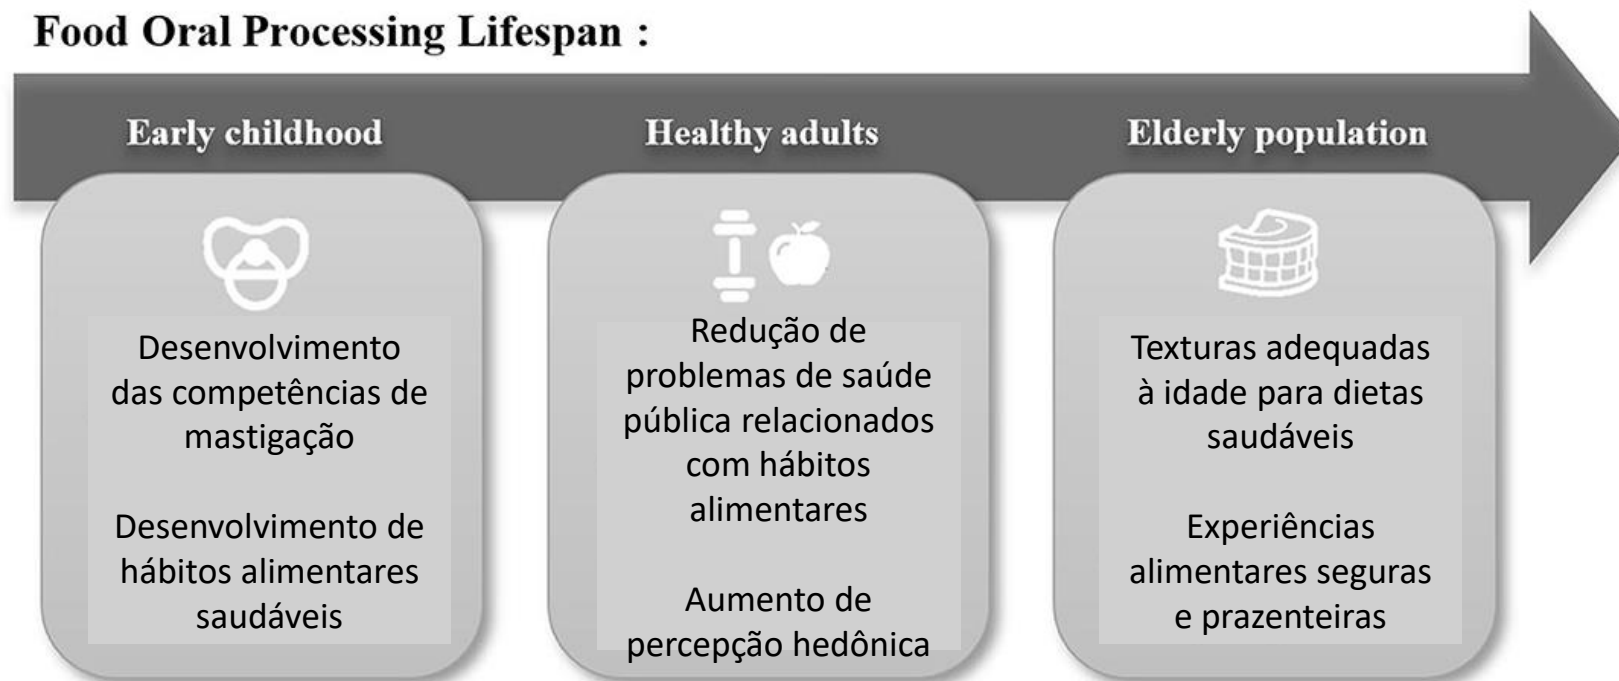 Food Oral Processing Lifespan :
Early childhood
Healthy adults
Elderly population
Desenvolvimento
das competências de
mastigação
Desenvolvimento de
hábitos alimentares
saudáveis
Redução de
problemas de saúde
pública relacionados
com hábitos
alimentares
Aumento de
percepção hedônica
Texturas adequadas
à idade para dietas
saudáveis
Experiências
alimentares seguras
e prazenteiras